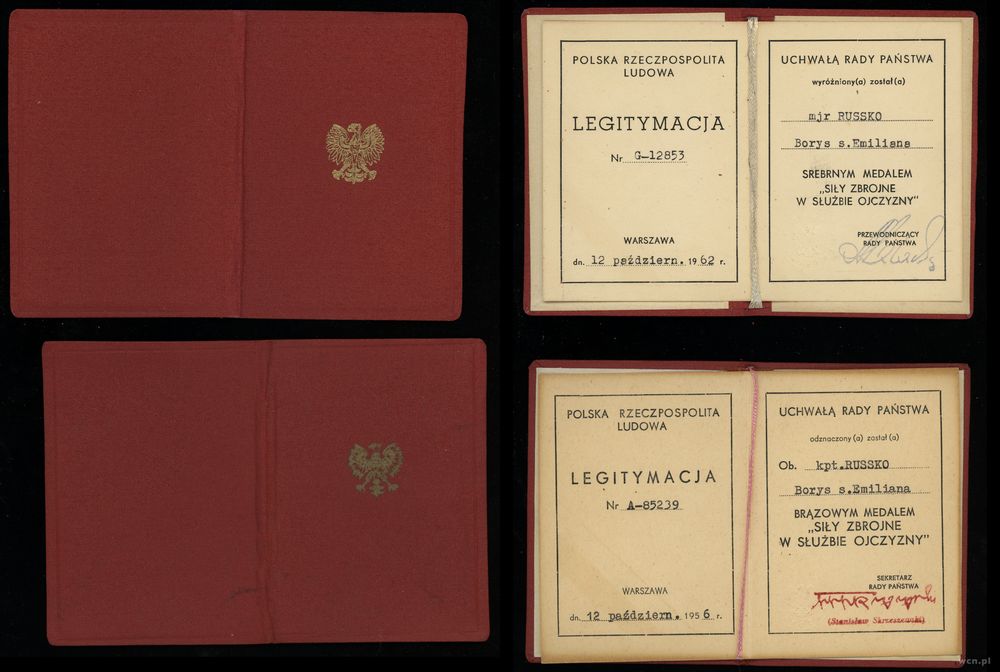 POLSKA RZECZPOSPOLITA
LUDOWA
LEGITYMACJA
Nr G-12853
WARSZAWA
dn. 12 październ. 1962 r.
UCHWAŁĄ RADY PAŃSTWA
wyróżniony(a) został(a)
mjr RUSSKO
Borys s.Emiliana
SREBRNYM MEDALEM
„SIŁY ZBROJNE
W SŁUŻBIE OJCZYZNY"
PRZEWODNICZĄCY
RADY PAŃSTWA
POLSKA RZECZPOSPOLITA
LUDOWA
LEGITYMACJA
Nr A-85239
WARSZAWA
dn. 12 październ. 1956 r.
UCHWAŁĄ RADY PAŃSTWA
odznaczony (a) został (a)
Ob. kpt.RUSSKO
Borys s.Emiliana
BRĄZOWYM MEDALEM
„SIŁY ZBROJNE
W SŁUŻBIE OJCZYZNY"
SEKRETARZ
RADY PAŃSTWA
(Stanisław Skrzeszewski)
wcn.pl